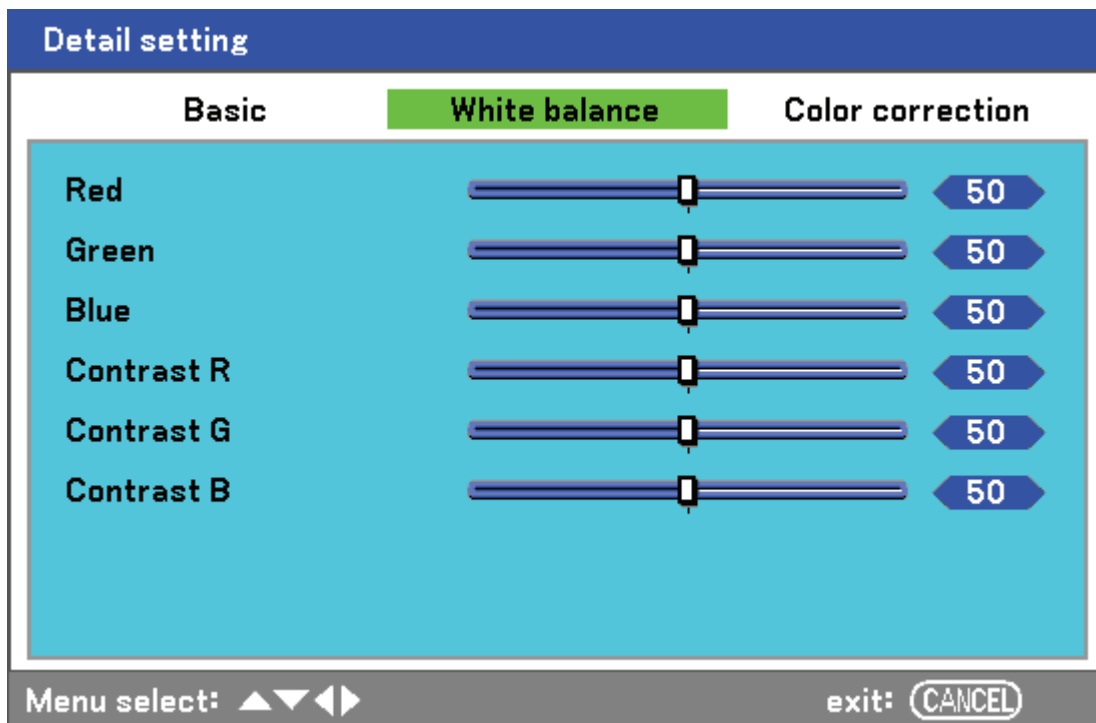 Detail setting
Basic White balance Color correction
Red 50
Green 50
Blue 50
Contrast R 50
Contrast G 50
Contrast B 50
Menu select: ▲▼◀▶ exit: CANCEL